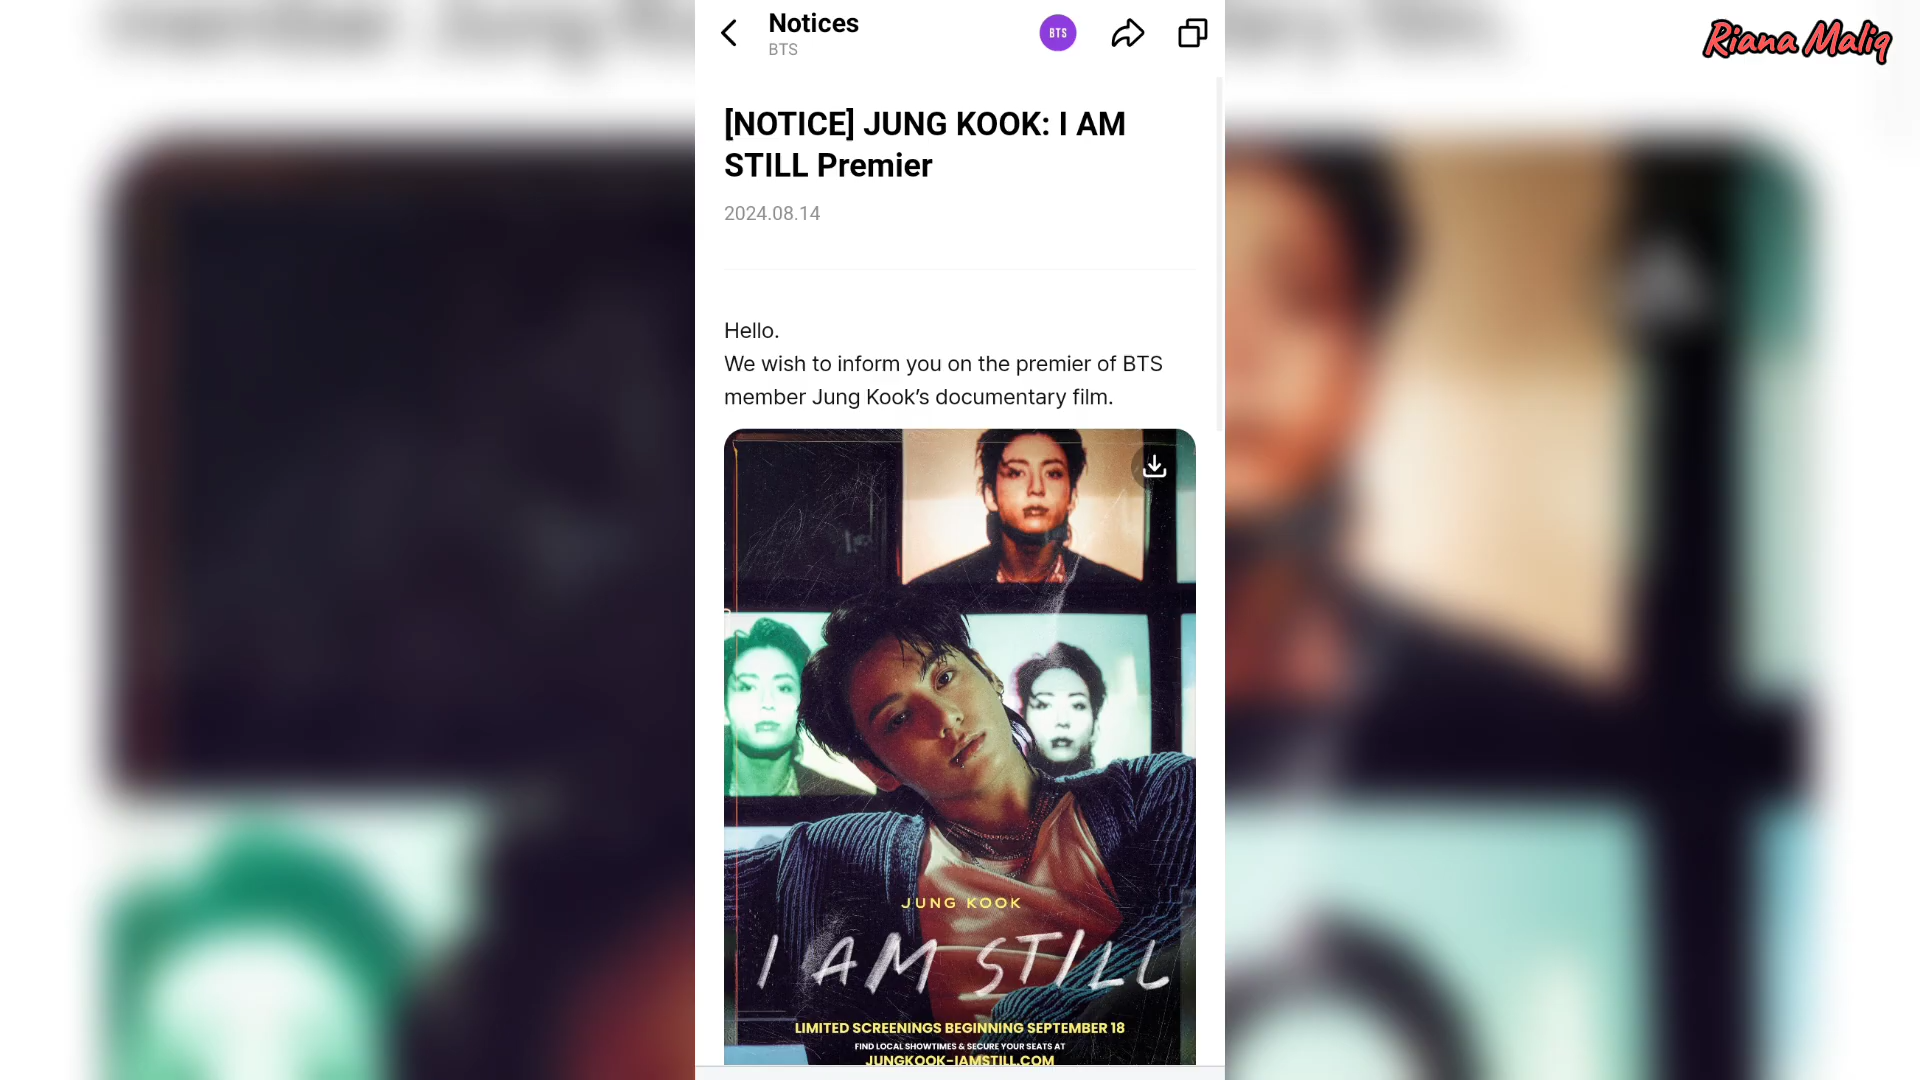 Notices
BTS
BTS
Riana Maliq
[NOTICE] JUNG KOOK: I AM
STILL Premier
2024.08.14
Hello.
We wish to inform you on the premier of BTS
member Jung Kook’s documentary film.
JUNG KOOK
I AM STILL
LIMITED SCREENINGS BEGINNING SEPTEMBER 18
FIND LOCAL SHOWTIMES & SECURE YOUR SEATS AT
JUNGKOOK-IAMSTILL.COM